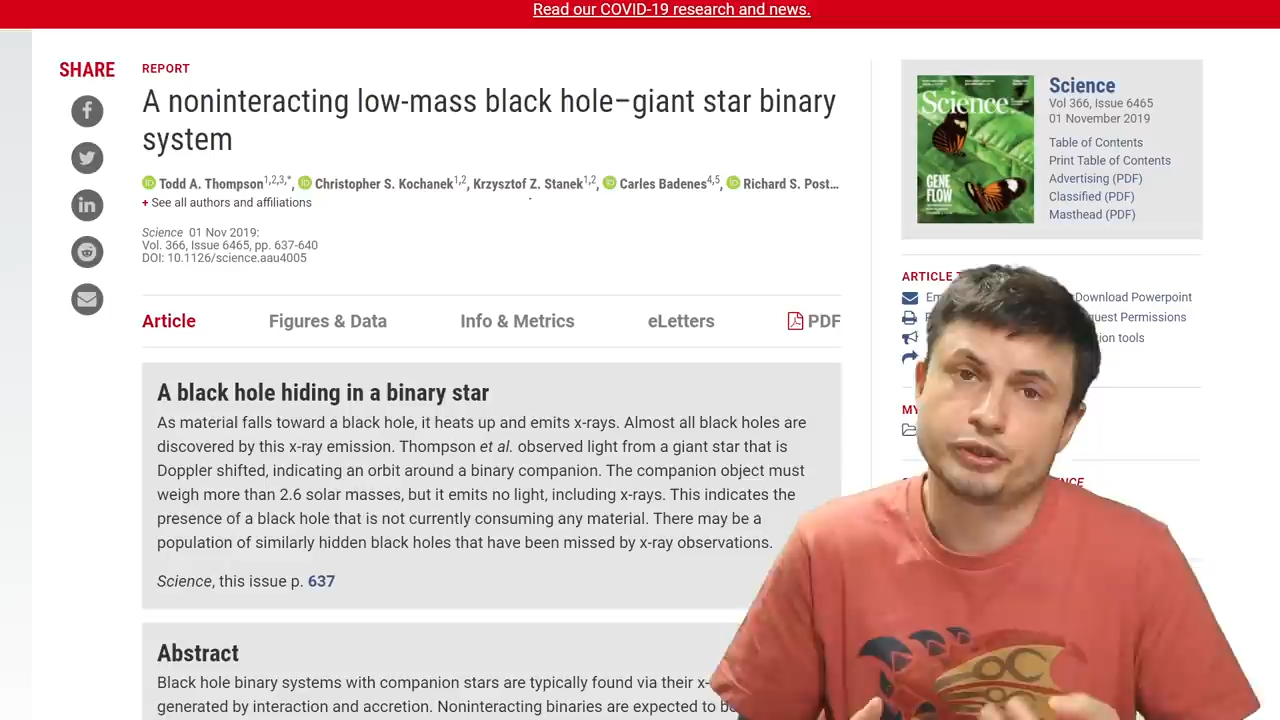 Read our COVID-19 research and news.
SHARE
REPORT
A noninteracting low-mass black hole–giant star binary
system
Todd A. Thompson1,2,3,*, Christopher S. Kochanek1,2, Krzysztof Z. Stanek1,2, Carles Badenes4,5, Richard S. Post…
+ See all authors and affiliations
Science 01 Nov 2019:
Vol. 366, Issue 6465, pp. 637-640
DOI: 10.1126/science.aau4005
Article
Figures & Data
Info & Metrics
eLetters
PDF
A black hole hiding in a binary star
As material falls toward a black hole, it heats up and emits x-rays. Almost all black holes are
discovered by this x-ray emission. Thompson et al. observed light from a giant star that is
Doppler shifted, indicating an orbit around a binary companion. The companion object must
weigh more than 2.6 solar masses, but it emits no light, including x-rays. This indicates the
presence of a black hole that is not currently consuming any material. There may be a
population of similarly hidden black holes that have been missed by x-ray observations.
Science, this issue p. 637
Abstract
Black hole binary systems with companion stars are typically found via their
generated by interaction and accretion. Noninteracting binaries are expected to
Science
GENE
FLOW
Science
Vol 366, Issue 6465
01 November 2019
Table of Contents
Print Table of Contents
Advertising (PDF)
Classified (PDF)
Masthead (PDF)
ARTICLE
Download Powerpoint
Permissions
tools
MY